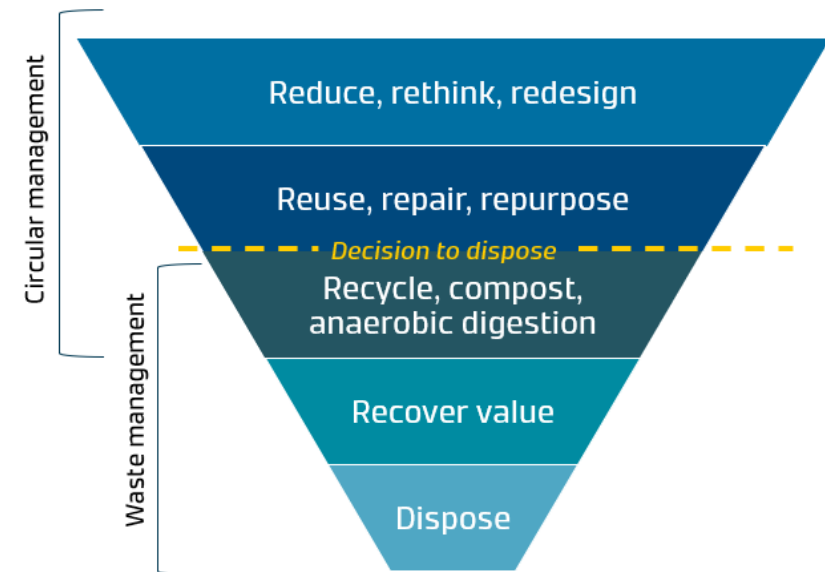 Circular management
Waste management
Reduce, rethink, redesign
Reuse, repair, repurpose
Decision to dispose
Recycle, compost,
anaerobic digestion
Recover value
Dispose